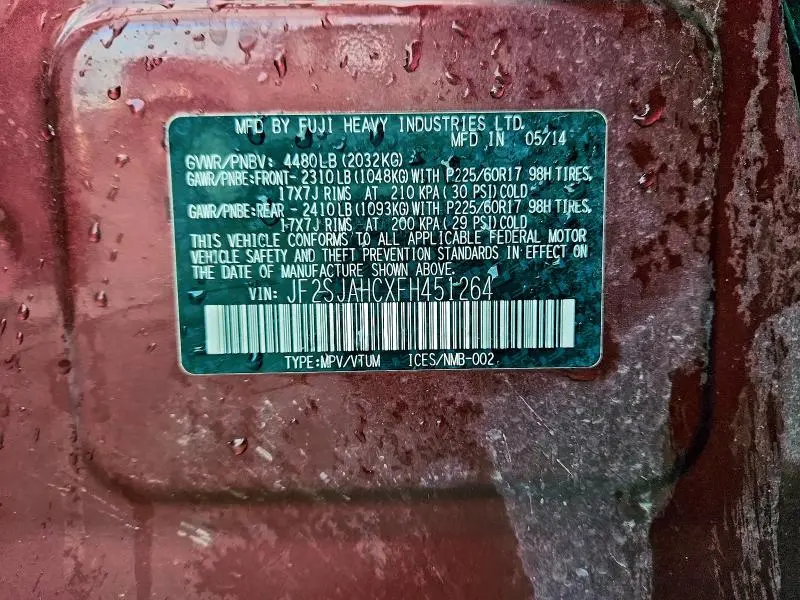 MFD BY FUJI HEAVY INDUSTRIES LTD.
MFD IN 05/14
GVWR/PNBV: 4480LB (2032KG)
GAWR/PNBE:FRONT- 2310LB (1048KG) WITH P225/60R17 98H TIRES,
17X7J RIMS AT 210 KPA (30 PSI) COLD
GAWR/PNBE:REAR - 2410LB (1093KG) WITH P225/60R17 98H TIRES,
17X7J RIMS AT 200 KPA (29 PSI) COLD
THIS VEHICLE CONFORMS TO ALL APPLICABLE FEDERAL MOTOR
VEHICLE SAFETY AND THEFT PREVENTION STANDARDS IN EFFECT ON
THE DATE OF MANUFACTURE SHOWN ABOVE.
VIN: JF2SJAHCXFH451264
TYPE:MPV/VTUM ICES/NMB-002